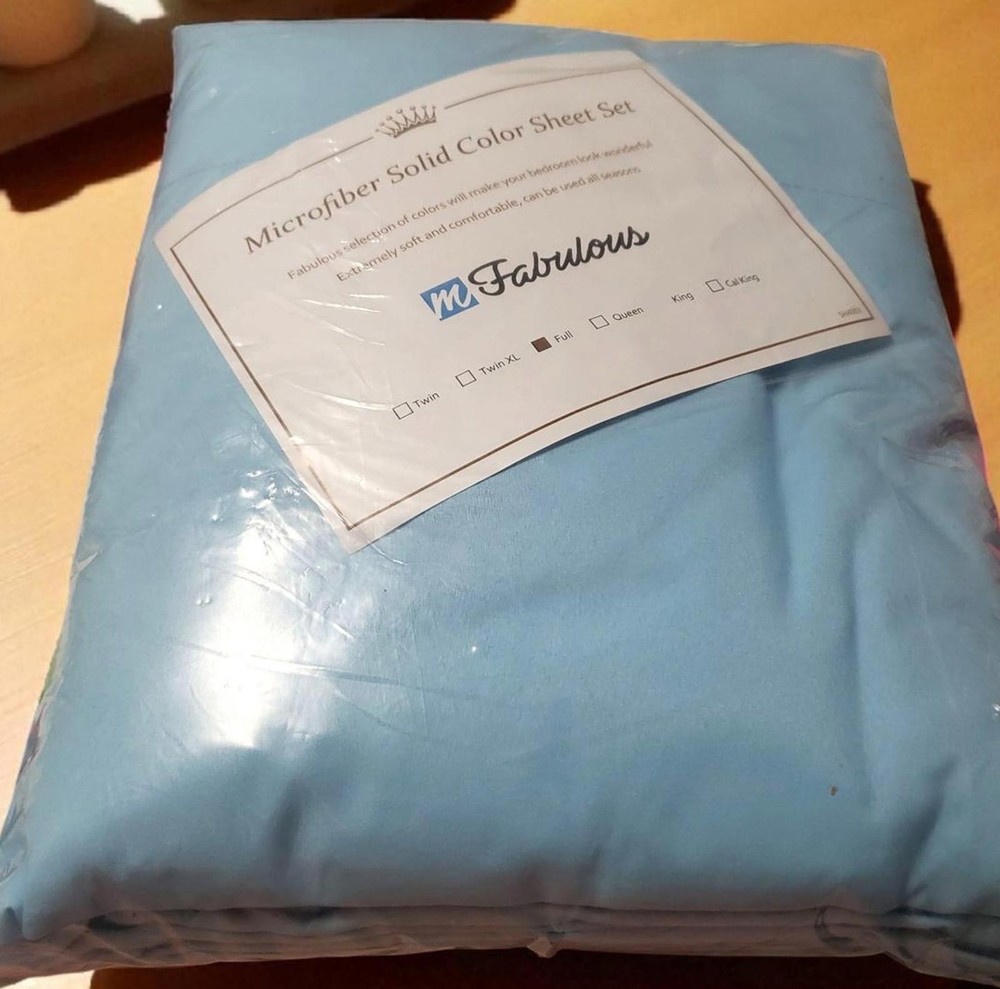 Microfiber Solid Color Sheet Set
Fabulous selection of colors will make your bedroom look wonderful
Extremely soft and comfortable, can be used all seasons
m Fabulous
Twin Twin XL Full Queen King Cal King